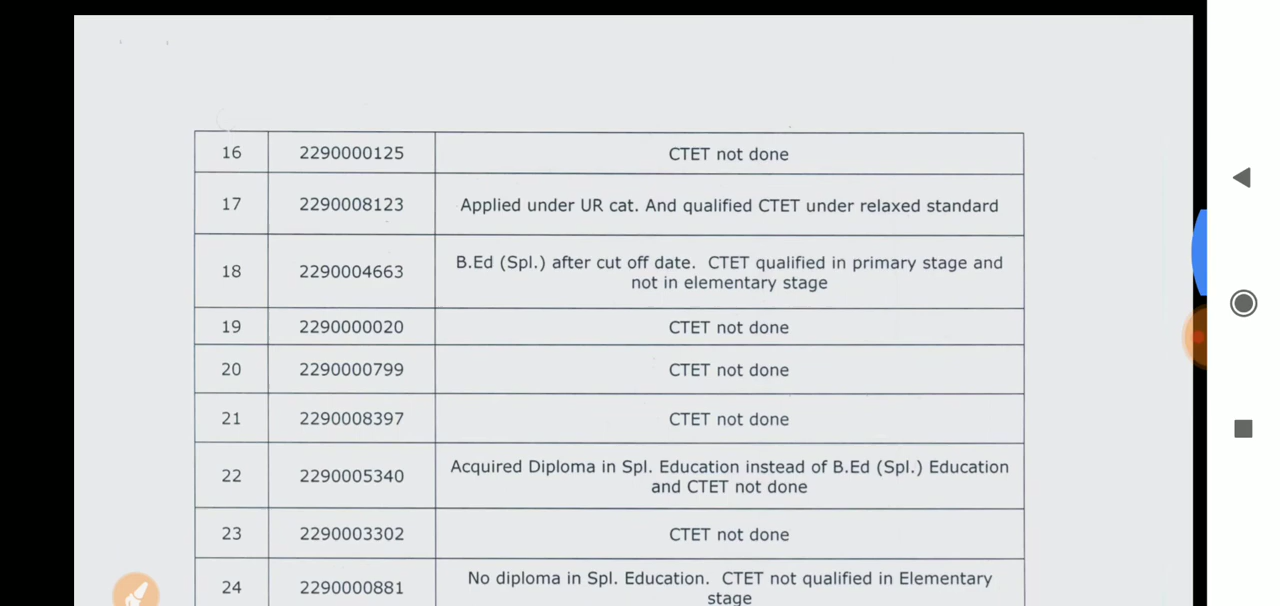 16 2290000125 CTET not done
17 2290008123 Applied under UR cat. And qualified CTET under relaxed standard
18 2290004663 B.Ed (Spl.) after cut off date. CTET qualified in primary stage and
not in elementary stage
19 2290000020 CTET not done
20 2290000799 CTET not done
21 2290008397 CTET not done
22 2290005340 Acquired Diploma in Spl. Education instead of B.Ed (Spl.) Education
and CTET not done
23 2290003302 CTET not done
24 2290000881 No diploma in Spl. Education. CTET not qualified in Elementary
stage